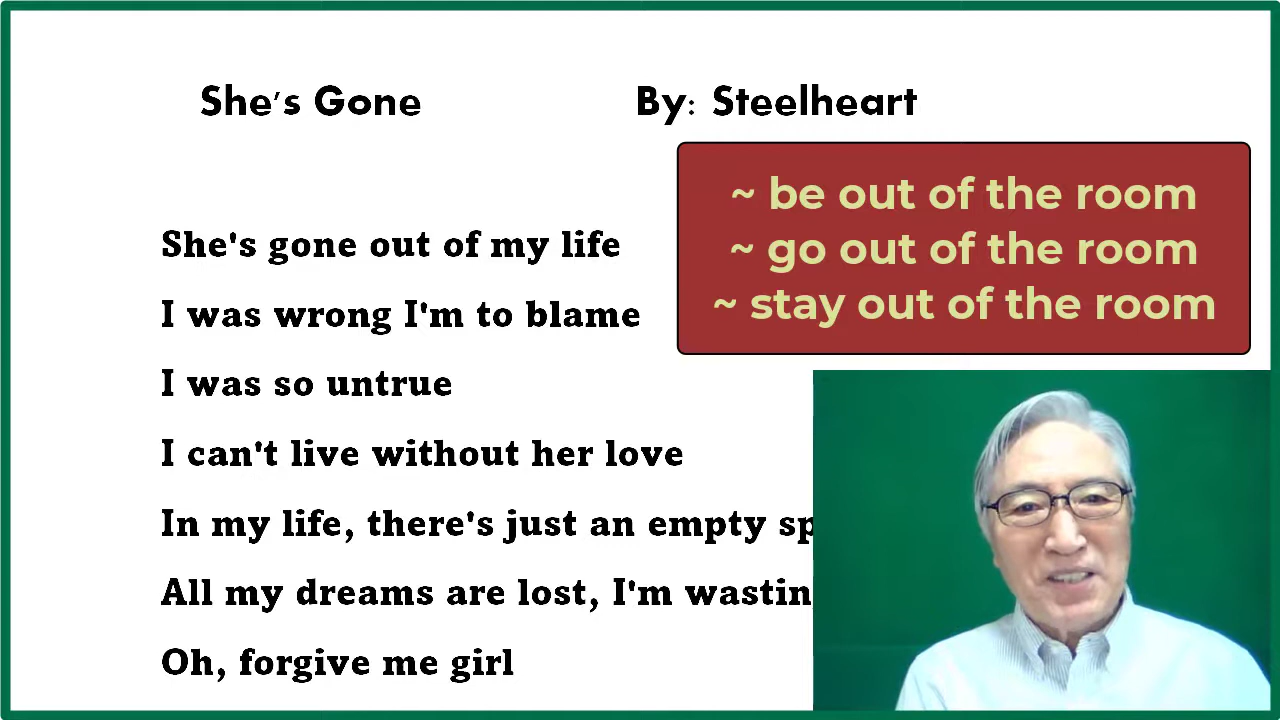 She's Gone By: Steelheart
~ be out of the room
~ go out of the room
~ stay out of the room
She's gone out of my life
I was wrong I'm to blame
I was so untrue
I can't live without her love
In my life, there's just an empty
All my dreams are lost, I'm
Oh, forgive me girl